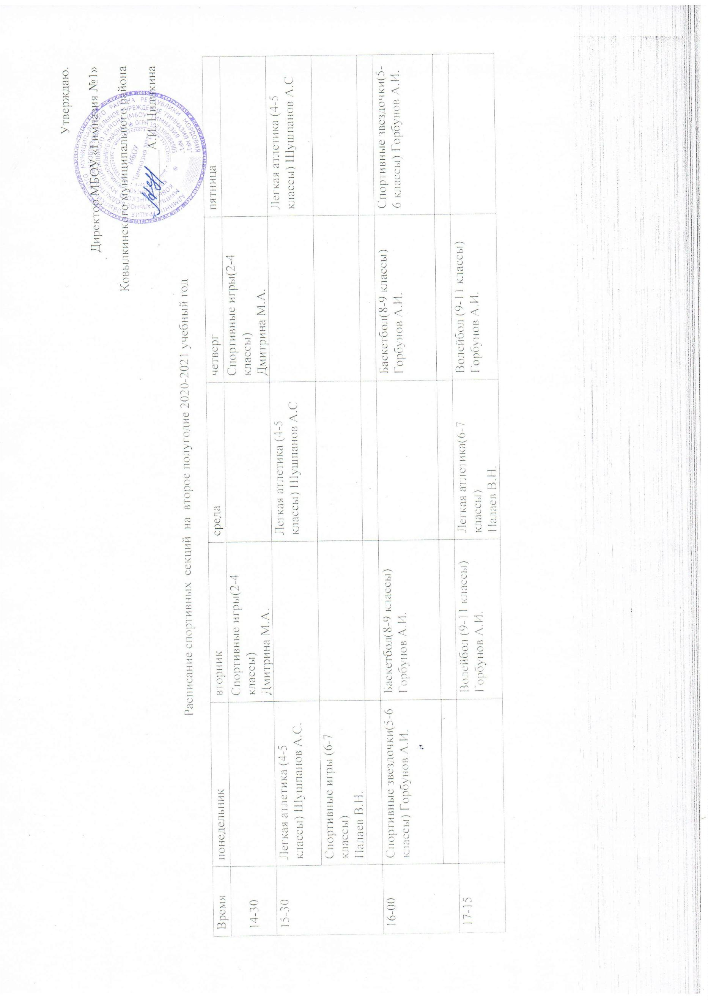 Утверждаю.
Директор МБОУ «Гимназия №1»
Ковылкинского муниципального района
А.И. Шилкина
МБОУ
Расписание спортивных секций на второе полугодие 2020-2021 учебный год
Время
понедельник
вторник
среда
четверг
пятница
14-30
Спортивные игры(2-4
классы)
Дмитрина М.А.
Спортивные игры(2-4
классы)
Дмитрина М.А.
15-30
Легкая атлетика (4-5
классы) Шушпанов А.С.
Легкая атлетика (4-5
классы) Шушпанов А.С
Легкая атлетика (4-5
классы) Шушпанов А.С
Спортивные игры (6-7
классы)
Палаев В.Н.
16-00
Спортивные звездочки(5-6
классы) Горбунов А.И.
Баскетбол(8-9 классы)
Горбунов А.И.
Баскетбол(8-9 классы)
Горбунов А.И.
Спортивные звездочки(5-
6 классы) Горбунов А.И.
17-15
Волейбол (9-11 классы)
Горбунов А.И.
Легкая атлетика(6-7
классы)
Палаев В.Н.
Волейбол (9-11 классы)
Горбунов А.И.